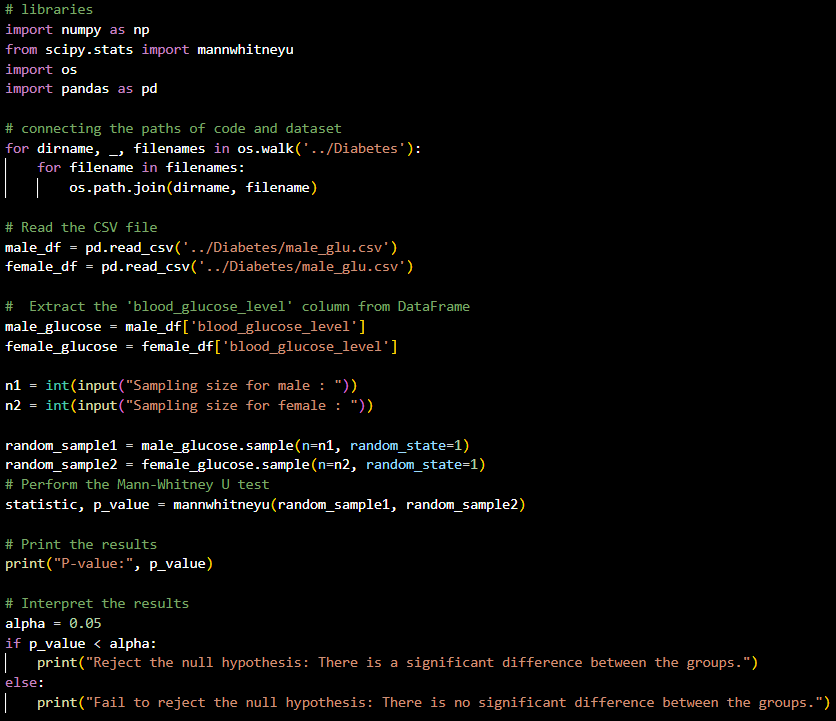 # libraries
import numpy as np
from scipy.stats import mannwhitneyu
import os
import pandas as pd
# connecting the paths of code and dataset
for dirname, _, filenames in os.walk('../Diabetes'):
    for filename in filenames:
        os.path.join(dirname, filename)
# Read the CSV file
male_df = pd.read_csv('../Diabetes/male_glu.csv')
female_df = pd.read_csv('../Diabetes/male_glu.csv')
#  Extract the 'blood_glucose_level' column from DataFrame
male_glucose = male_df['blood_glucose_level']
female_glucose = female_df['blood_glucose_level']
n1 = int(input("Sampling size for male : "))
n2 = int(input("Sampling size for female : "))
random_sample1 = male_glucose.sample(n=n1, random_state=1)
random_sample2 = female_glucose.sample(n=n2, random_state=1)
# Perform the Mann-Whitney U test
statistic, p_value = mannwhitneyu(random_sample1, random_sample2)
# Print the results
print("P-value:", p_value)
# Interpret the results
alpha = 0.05
if p_value < alpha:
    print("Reject the null hypothesis: There is a significant difference between the groups.")
else:
    print("Fail to reject the null hypothesis: There is no significant difference between the groups.")